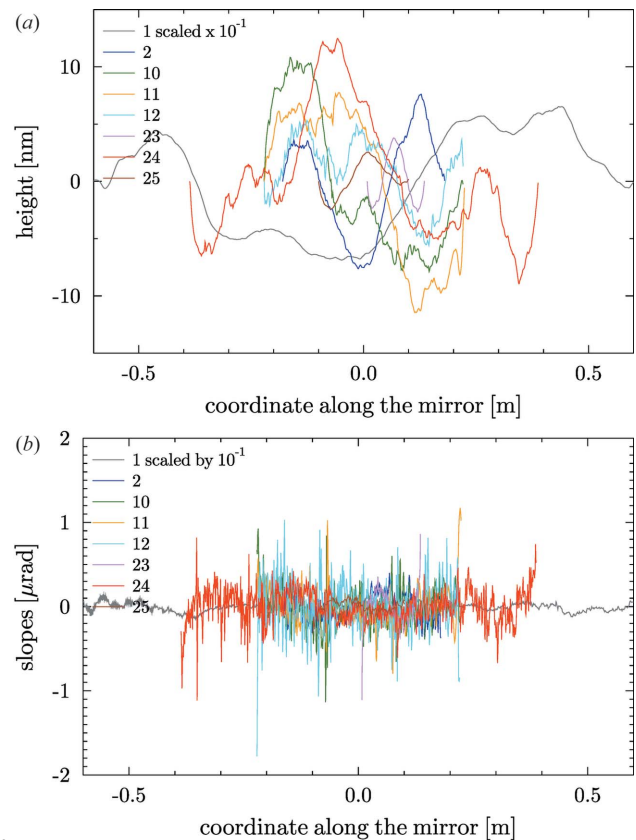 (a)
1 scaled x 10⁻¹
2
10
11
12
23
24
25
10
0
-10
height [nm]
-0.5 0.0 0.5
coordinate along the mirror [m]
(b)
1 scaled by 10⁻¹
2
10
11
12
23
24
25
2
1
0
-1
-2
slopes [μrad]
-0.5 0.0 0.5
coordinate along the mirror [m]